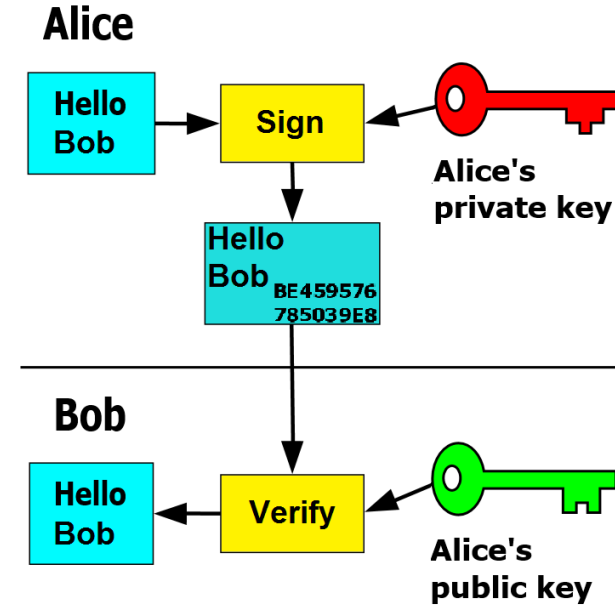 Alice
Hello
Bob
Sign
Alice's
private key
Hello
Bob
BE459576
785039E8
Bob
Hello
Bob
Verify
Alice's
public key